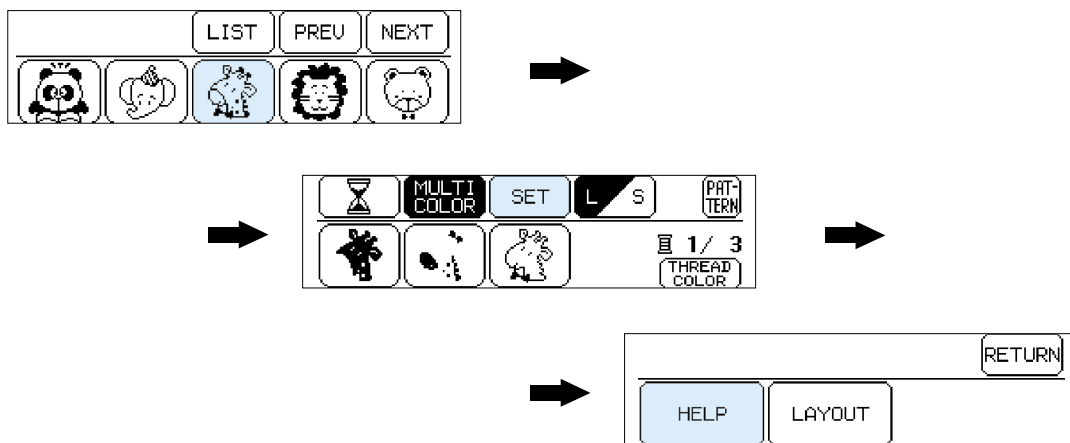 LIST PREV NEXT
MULTI
COLOR SET L S PAT-
TERN
1/ 3
THREAD
COLOR
RETURN
HELP LAYOUT